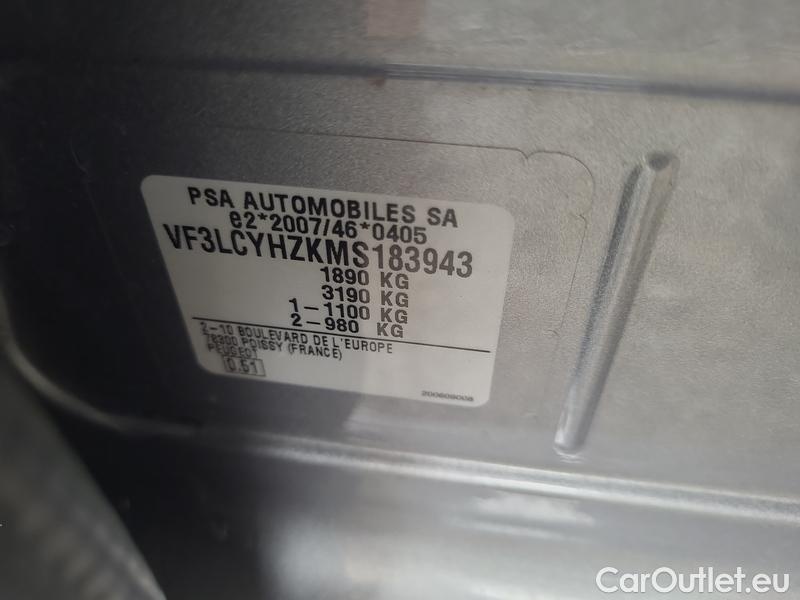 PSA AUTOMOBILES SA
e2*2007/46*0405
VF3LCYHZKMS183943
1890 KG
3190 KG
1-1100 KG
2-980 KG
2-10 BOULEVARD DE L'EUROPE
78300 POISSY (FRANCE)
PEUGEOT
0.51
200609008
CarOutlet.eu